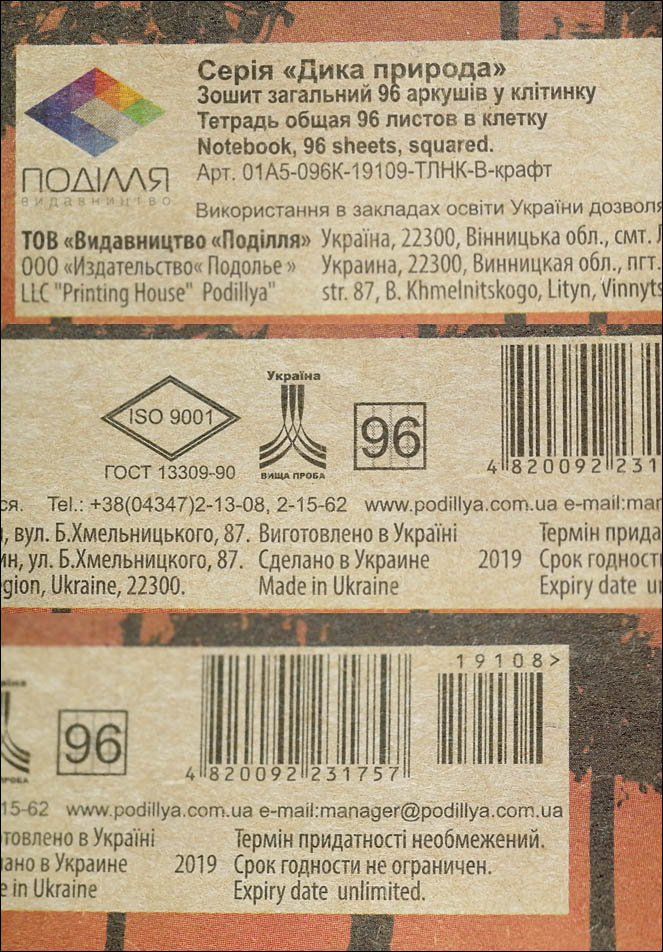 Серія «Дика природа»
Зошит загальний 96 аркушів у клітинку
Тетрадь общая 96 листов в клетку
Notebook, 96 sheets, squared.
Арт. 01А5-096К-19109-ТЛНК-В-крафт
ПОДІЛЛЯ
видавництво
Використання в закладах освіти України дозволя
ТОВ «Видавництво «Поділля» Україна, 22300, Вінницька обл., смт. Л
ООО «Издательство« Подолье » Украина, 22300, Винницкая обл., пгт.
LLC "Printing House" Podillya" str. 87, B. Khmelnitskogo, Lityn, Vinnyts
Україна
ISO 9001
96
ВИЩА ПРОБА
ГОСТ 13309-90
4 820092 231
ся. Tel.: +38(04347)2-13-08, 2-15-62 www.podillya.com.ua e-mail:mar
, вул. Б.Хмельницького, 87. Виготовлено в Україні Термін прида
ин, ул. Б.Хмельницкого, 87. Сделано в Украине 2019 Срок годност
egion, Ukraine, 22300. Made in Ukraine Expiry date u
19108>
96
ПРОБА
4 820092 231757
15-62 www.podillya.com.ua e-mail:manager@podillya.com.ua
отовлено в Україні Термін придатності необмежений.
лано в Украине 2019 Срок годности не ограничен.
e in Ukraine Expiry date unlimited.